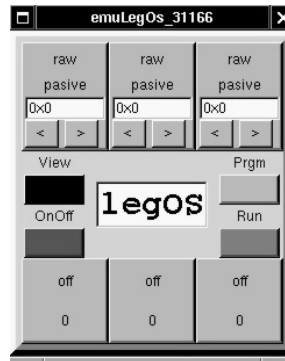 emuLegOs_31166
raw raw raw
pasive pasive pasive
0x0 0x0 0x0
< > < > < >
View Prgm
legOS
OnOff Run
off off off
0 0 0